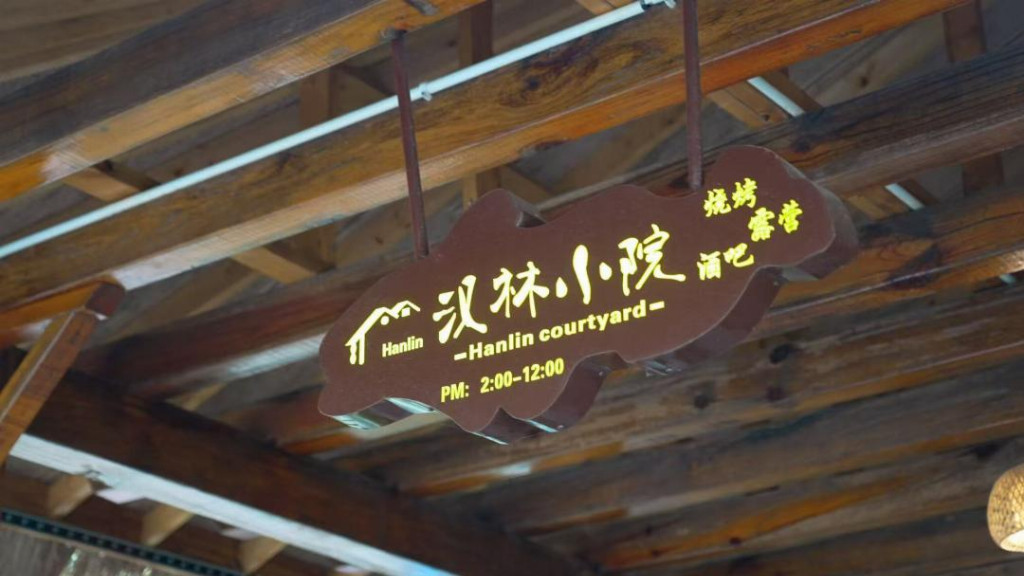 Hanlin
汉林小院
-Hanlin courtyard-
PM: 2:00-12:00
烧烤
露营
酒吧